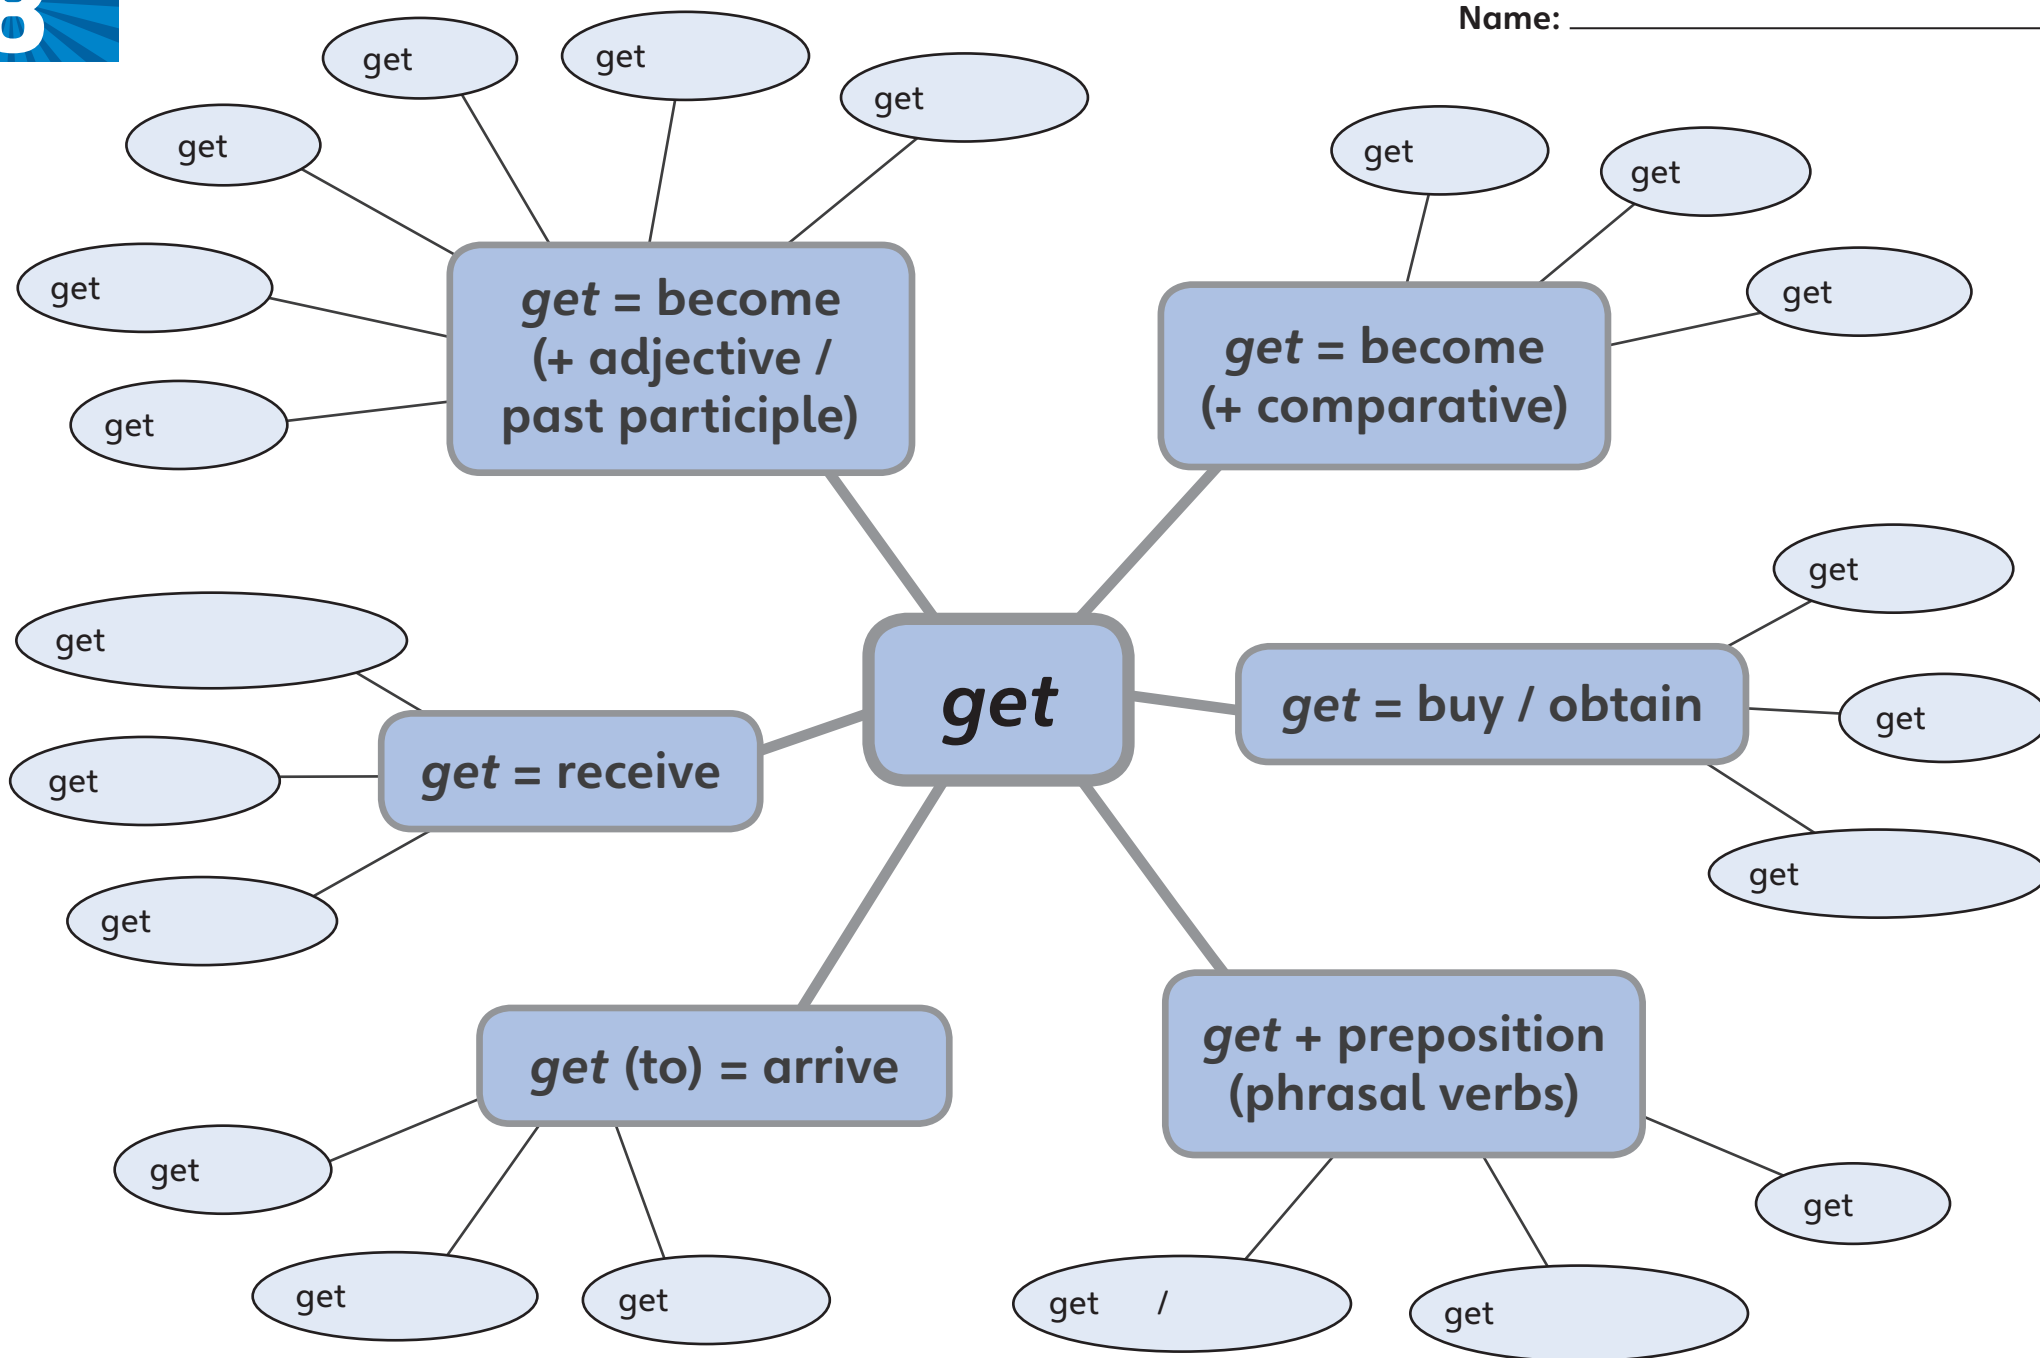 8
Name:
get
get
get
get
get
get
get = become
(+ adjective /
past participle)
get
get
get
get = become
(+ comparative)
get
get = buy / obtain
get
get
get
get
get = receive
get
get
get (to) = arrive
get
get
get
get + preposition
(phrasal verbs)
get /
get
get